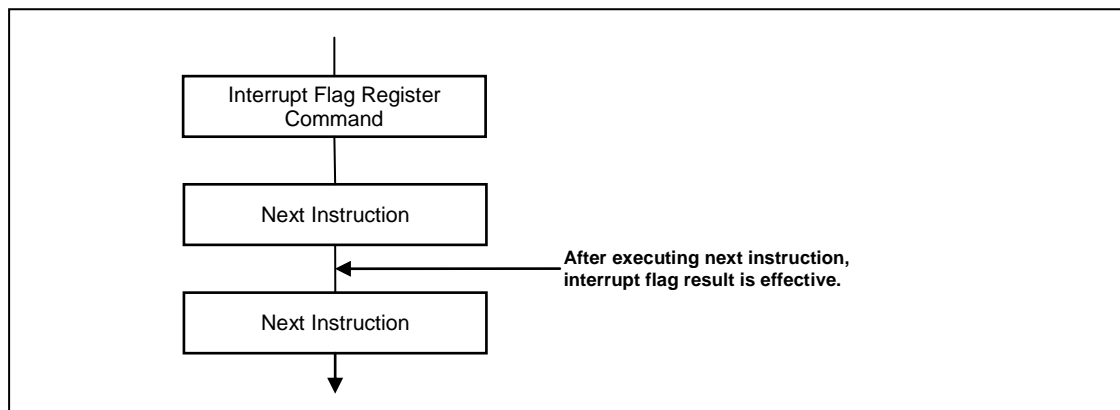 Interrupt Flag Register
Command
Next Instruction
After executing next instruction,
interrupt flag result is effective.
Next Instruction